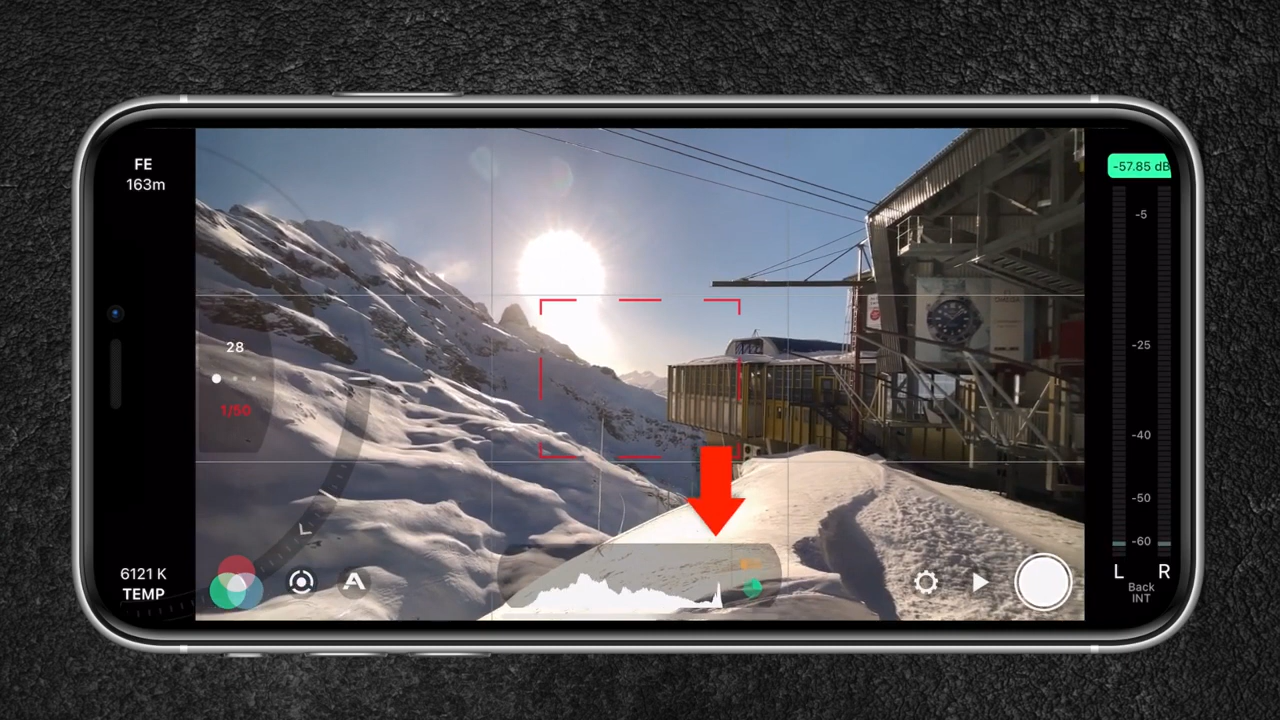 FE
163m
-57.85 dB
-5
28
-25
1/50
-40
-50
-60
6121 K
TEMP
A
L R
Back
INT